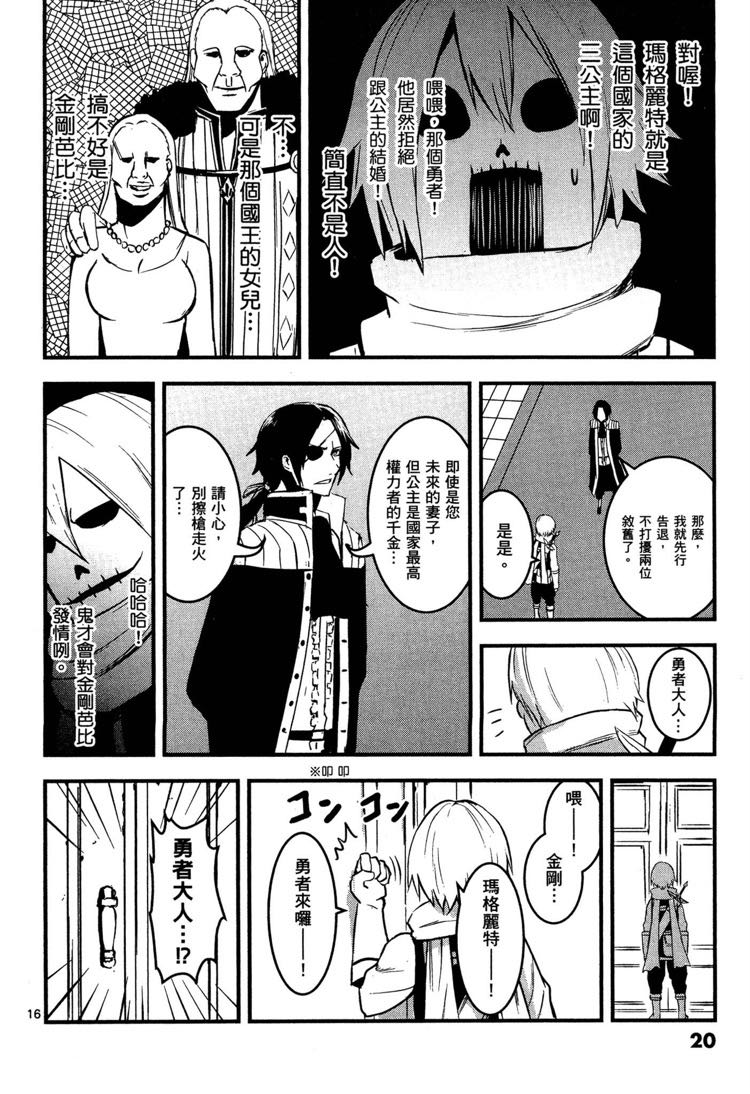 對喔！
瑪格麗特就是
這個國家的
三公主啊！
喂喂，那個勇者！
他居然拒絕
跟公主的結婚！
簡直不是人！
不…
可是那個國王的女兒…
搞不好是
金剛芭比…
那麼，
我就先行
告退，
不打擾兩位
敘舊了。
是是。
勇者大人…
即使是您
未來的妻子，
但公主是國家最高
權力者的千金…
請小心，
別擦槍走火
了…
哈哈哈！
鬼才會對金剛芭比
發情咧。
喂——！
金剛…
瑪格麗特——！
※叩 叩
コン コン
勇者來囉——！
勇者大人…!?
16
20